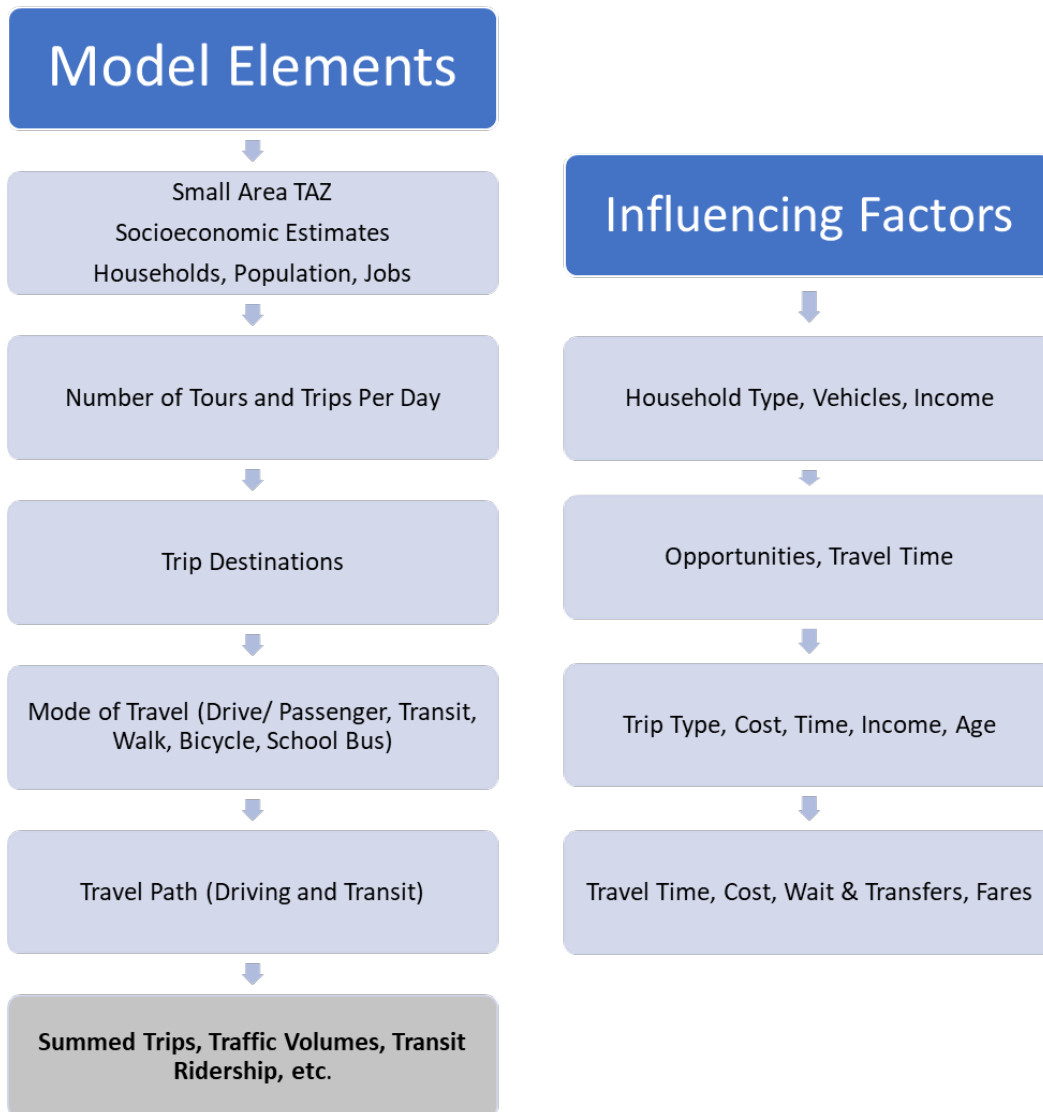 Model Elements
Small Area TAZ
Socioeconomic Estimates
Households, Population, Jobs
Number of Tours and Trips Per Day
Trip Destinations
Mode of Travel (Drive/ Passenger, Transit,
Walk, Bicycle, School Bus)
Travel Path (Driving and Transit)
Summed Trips, Traffic Volumes, Transit
Ridership, etc.
Influencing Factors
Household Type, Vehicles, Income
Opportunities, Travel Time
Trip Type, Cost, Time, Income, Age
Travel Time, Cost, Wait & Transfers, Fares